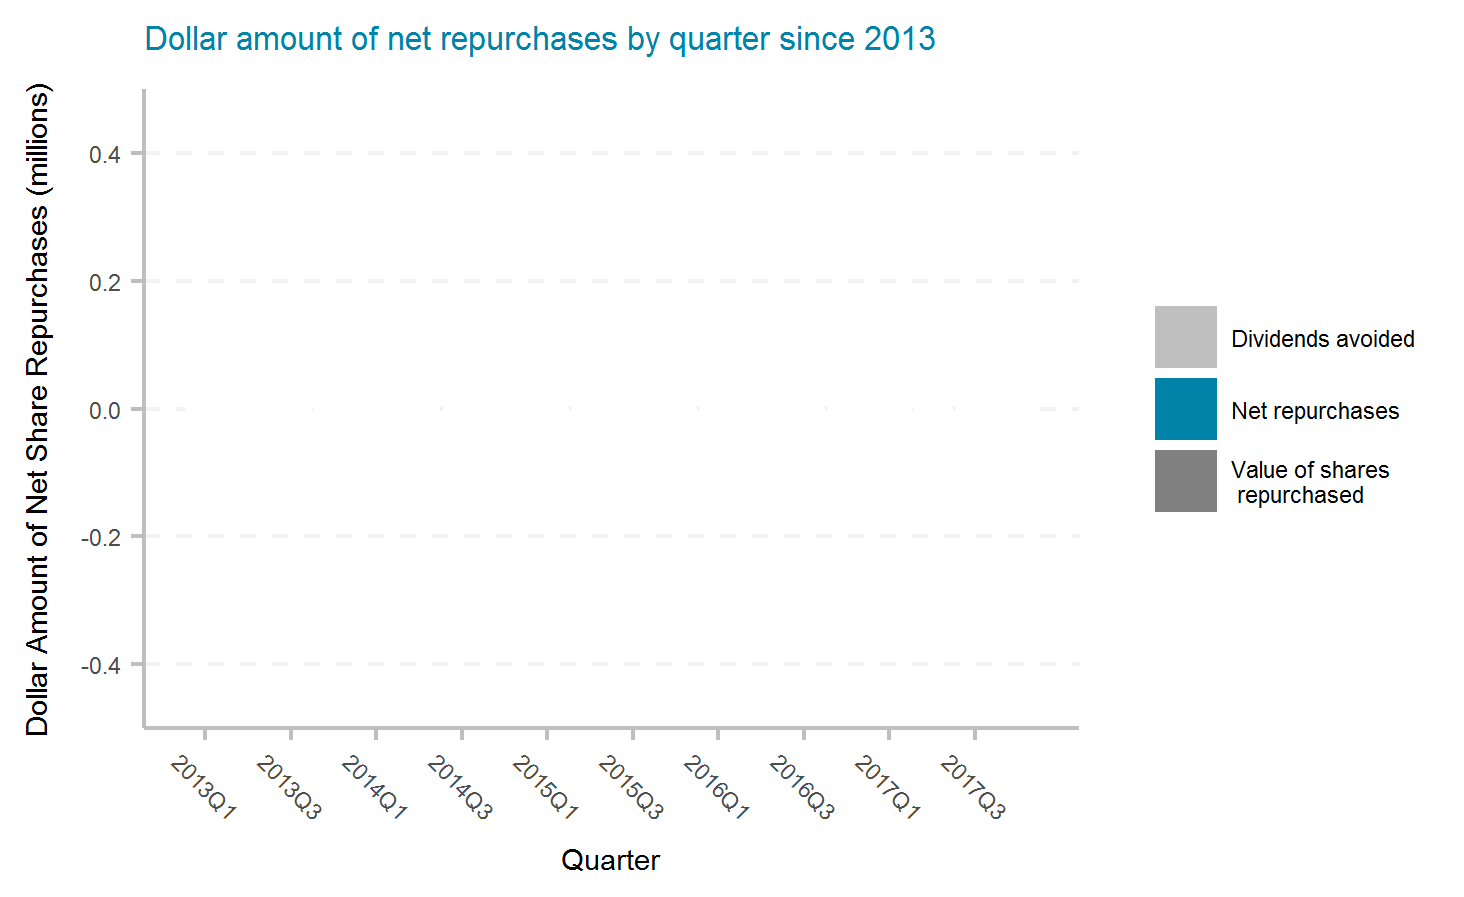 Dollar amount of net repurchases by quarter since 2013
Dollar Amount of Net Share Repurchases (millions)
0.4
0.2
0.0
-0.2
-0.4
2013Q1
2013Q3
2014Q1
2014Q3
2015Q1
2015Q3
2016Q1
2016Q3
2017Q1
2017Q3
Quarter
Dividends avoided
Net repurchases
Value of shares
repurchased